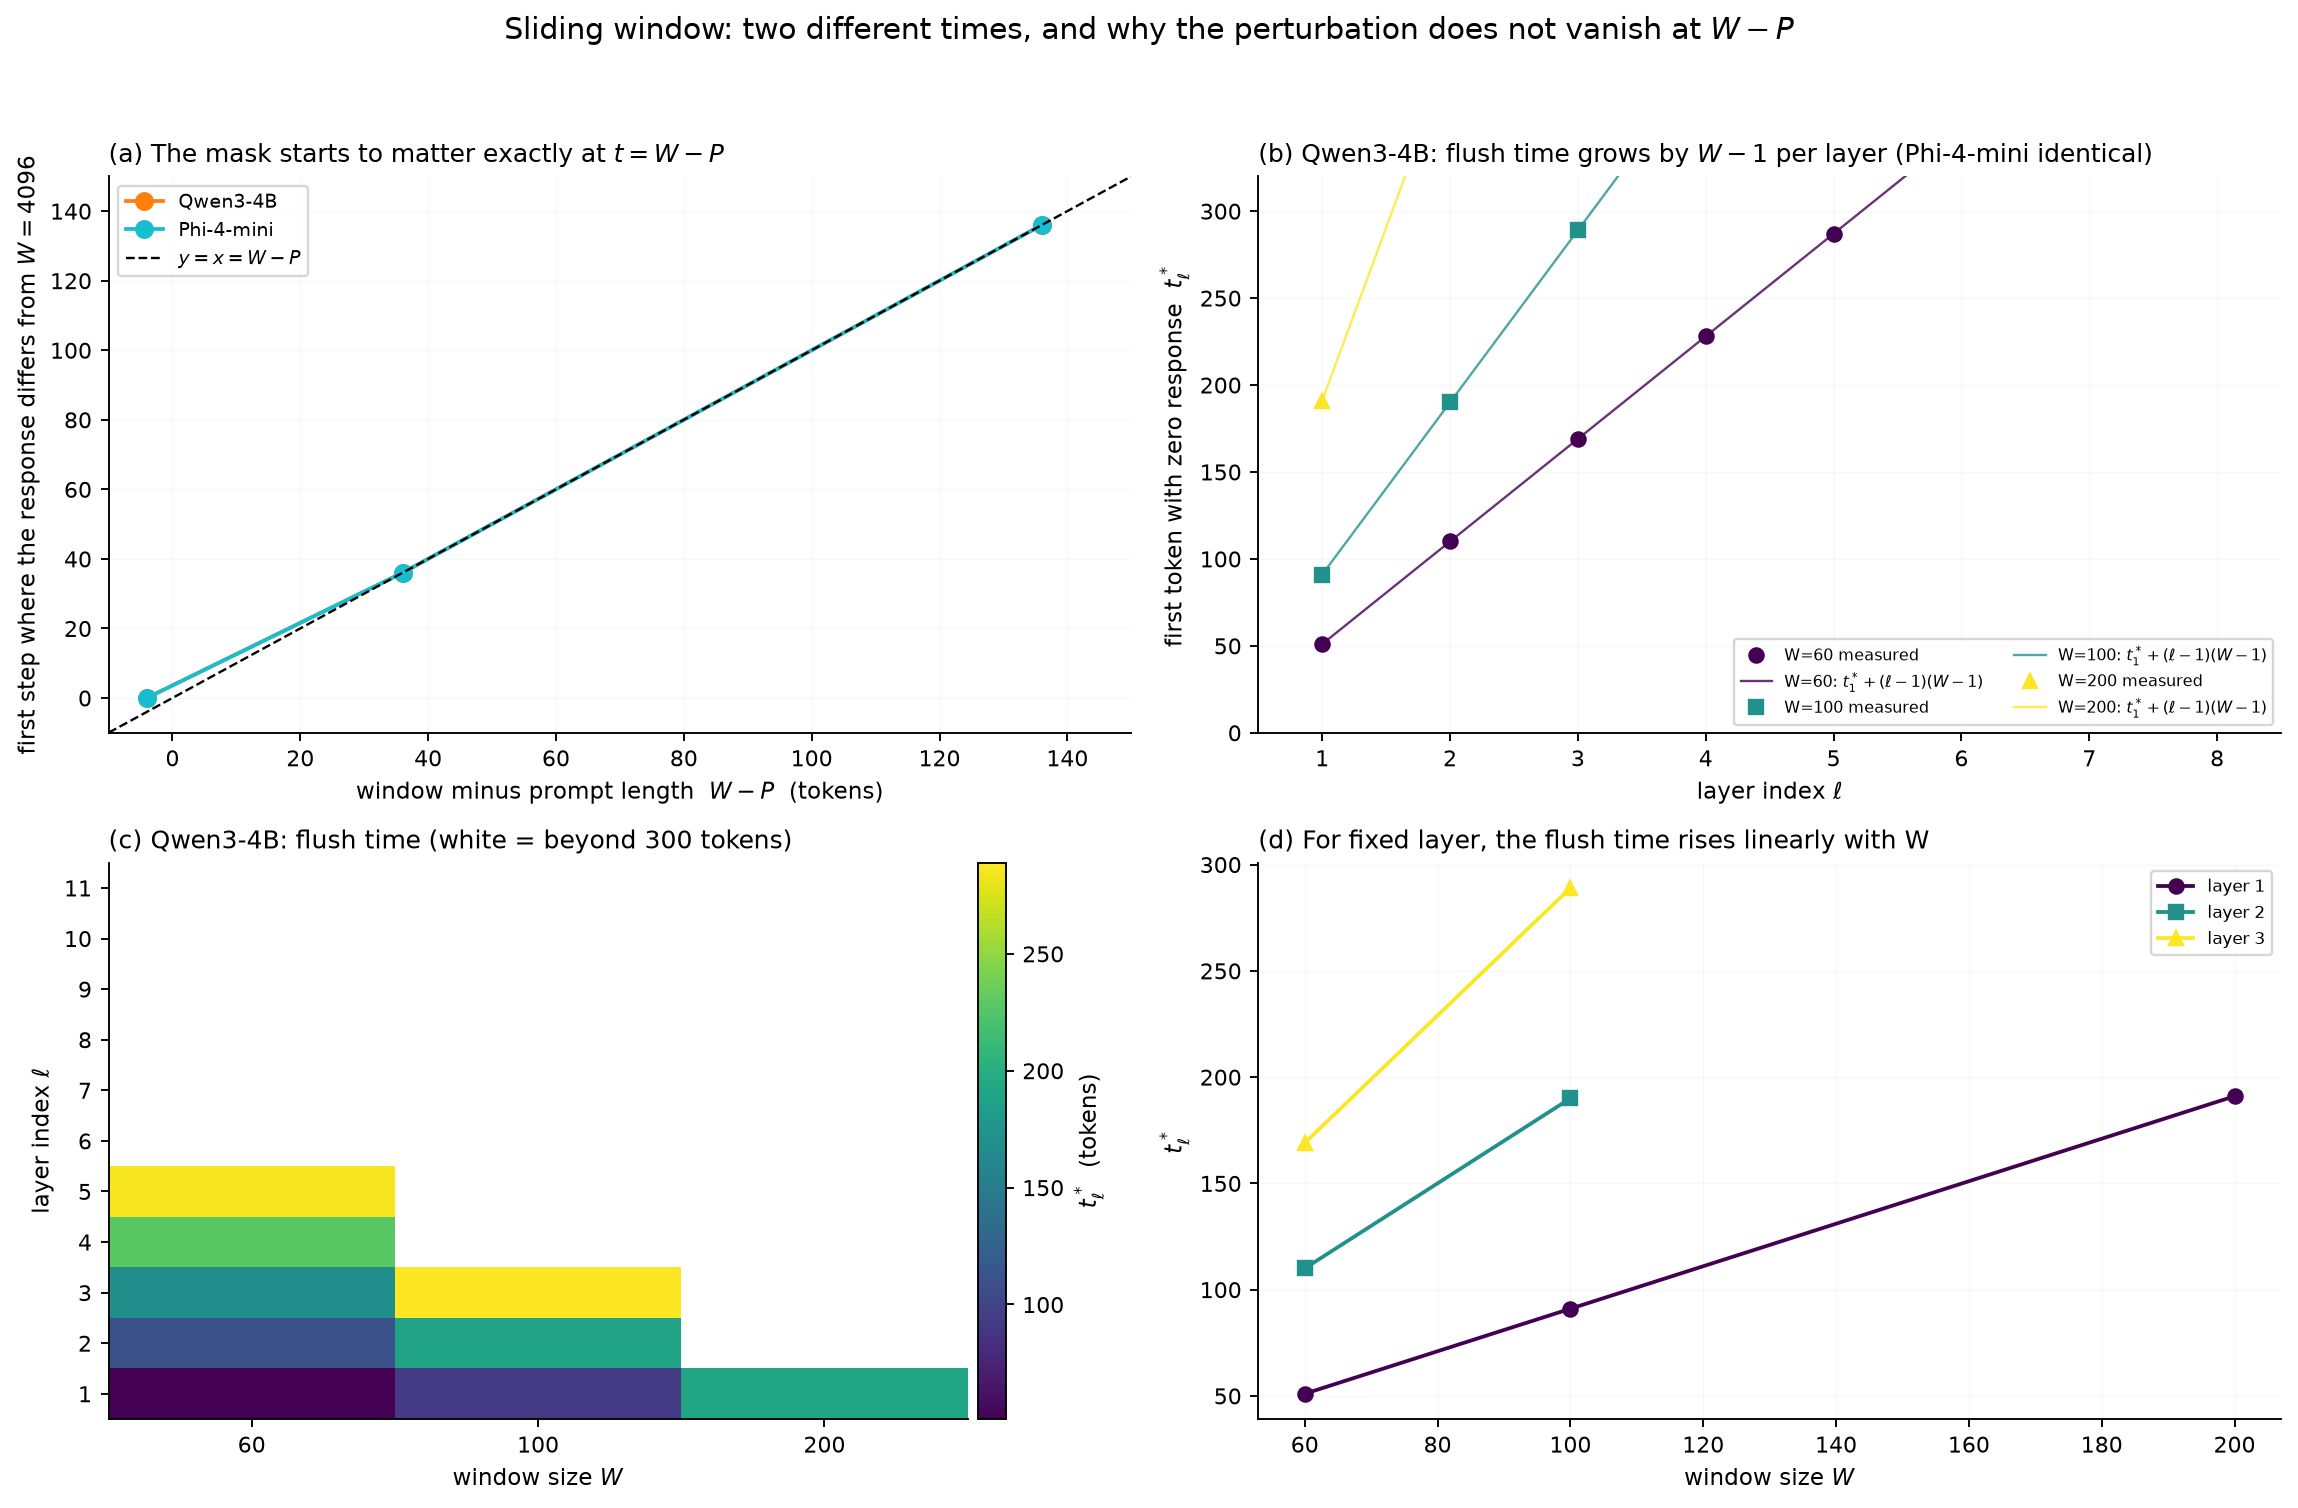 Sliding window: two different times, and why the perturbation does not vanish at W − P
(a) The mask starts to matter exactly at t = W − P
first step where the response differs from W = 4096
140
120
100
80
60
40
20
0
Qwen3-4B
Phi-4-mini
y = x = W − P
0 20 40 60 80 100 120 140
window minus prompt length W − P (tokens)
(b) Qwen3-4B: flush time grows by W − 1 per layer (Phi-4-mini identical)
first token with zero response t*ℓ
300
250
200
150
100
50
0
W=60 measured
W=60: t*1 + (ℓ − 1)(W − 1)
W=100 measured
W=100: t*1 + (ℓ − 1)(W − 1)
W=200 measured
W=200: t*1 + (ℓ − 1)(W − 1)
1 2 3 4 5 6 7 8
layer index ℓ
(c) Qwen3-4B: flush time (white = beyond 300 tokens)
layer index ℓ
11
10
9
8
7
6
5
4
3
2
1
60 100 200
window size W
250
200
150
100
t*ℓ (tokens)
(d) For fixed layer, the flush time rises linearly with W
t*ℓ
300
250
200
150
100
50
layer 1
layer 2
layer 3
60 80 100 120 140 160 180 200
window size W